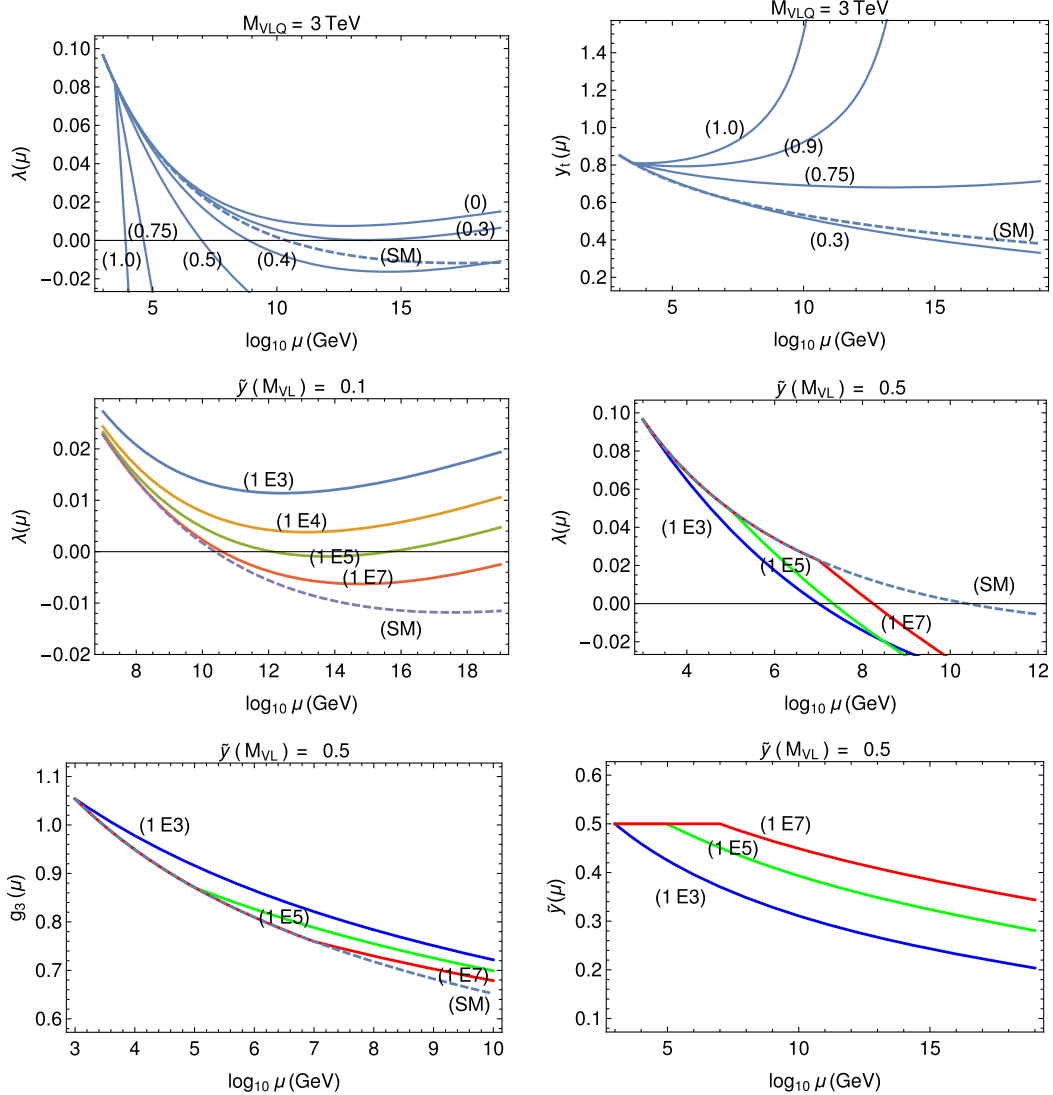 M_VLQ = 3 TeV
0.10
0.08
0.06
0.04
0.02
0.00
−0.02
λ(μ)
(0)
(0.3)
(SM)
(0.4)
(0.5)
(0.75)
(1.0)
5 10 15
log₁₀ μ (GeV)
M_VLQ = 3 TeV
1.4
1.2
1.0
0.8
0.6
0.4
0.2
y_t (μ)
(1.0)
(0.9)
(0.75)
(SM)
(0.3)
5 10 15
log₁₀ μ (GeV)
ỹ ( M_VL ) = 0.1
0.02
0.01
0.00
−0.01
−0.02
λ(μ)
(1 E3)
(1 E4)
(1 E5)
(1 E7)
(SM)
8 10 12 14 16 18
log₁₀ μ (GeV)
ỹ ( M_VL ) = 0.5
0.10
0.08
0.06
0.04
0.02
0.00
−0.02
λ(μ)
(1 E3)
(1 E5)
(SM)
(1 E7)
4 6 8 10 12
log₁₀ μ (GeV)
ỹ ( M_VL ) = 0.5
1.1
1.0
0.9
0.8
0.7
0.6
g₃ (μ)
(1 E3)
(1 E5)
(1 E7)
(SM)
3 4 5 6 7 8 9 10
log₁₀ μ (GeV)
ỹ ( M_VL ) = 0.5
0.6
0.5
0.4
0.3
0.2
0.1
ỹ(μ)
(1 E7)
(1 E5)
(1 E3)
5 10 15
log₁₀ μ (GeV)